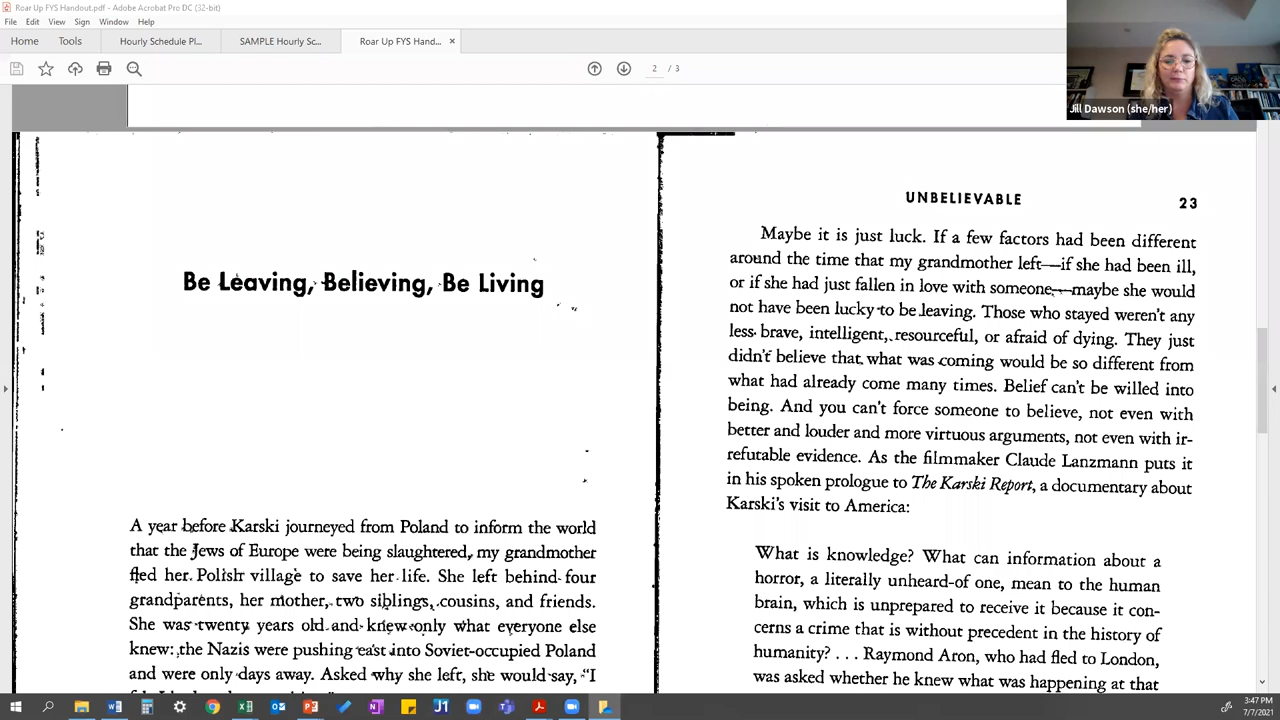 Roar Up FYS Handout.pdf - Adobe Acrobat Pro DC (32-bit)
File Edit View Sign Window Help
Home Tools Hourly Schedule Pl... SAMPLE Hourly Sc... Roar Up FYS Hand... ×
2 / 3
Jill Dawson (she/her)
Be Leaving, Believing, Be Living
A year before Karski journeyed from Poland to inform the world
that the Jews of Europe were being slaughtered, my grandmother
fled her Polish village to save her life. She left behind four
grandparents, her mother, two siblings, cousins, and friends.
She was twenty years old and knew only what everyone else
knew: the Nazis were pushing east into Soviet-occupied Poland
and were only days away. Asked why she left, she would say, “I
UNBELIEVABLE 23
Maybe it is just luck. If a few factors had been different
around the time that my grandmother left—if she had been ill,
or if she had just fallen in love with someone—maybe she would
not have been lucky to be leaving. Those who stayed weren’t any
less brave, intelligent, resourceful, or afraid of dying. They just
didn’t believe that what was coming would be so different from
what had already come many times. Belief can’t be willed into
being. And you can’t force someone to believe, not even with
better and louder and more virtuous arguments, not even with ir-
refutable evidence. As the filmmaker Claude Lanzmann puts it
in his spoken prologue to The Karski Report, a documentary about
Karski’s visit to America:
What is knowledge? What can information about a
horror, a literally unheard-of one, mean to the human
brain, which is unprepared to receive it because it con-
cerns a crime that is without precedent in the history of
humanity? . . . Raymond Aron, who had fled to London,
was asked whether he knew what was happening at that
3:47 PM
7/7/2021